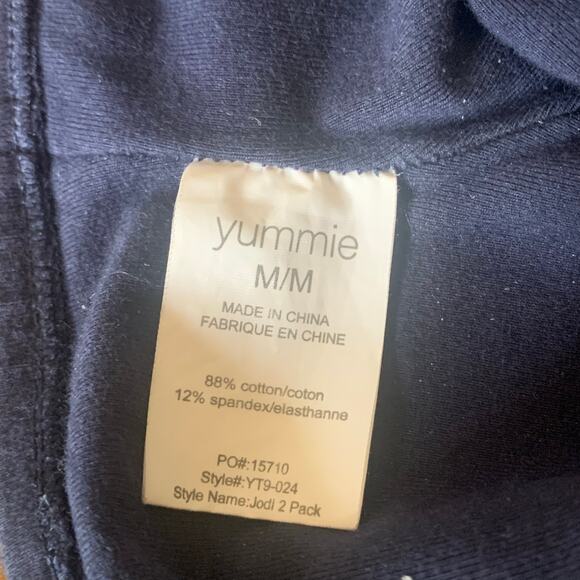 yummie
M/M
MADE IN CHINA
FABRIQUE EN CHINE
88% cotton/coton
12% spandex/elasthanne
PO#:15710
Style#:YT9-024
Style Name:Jodi 2 Pack